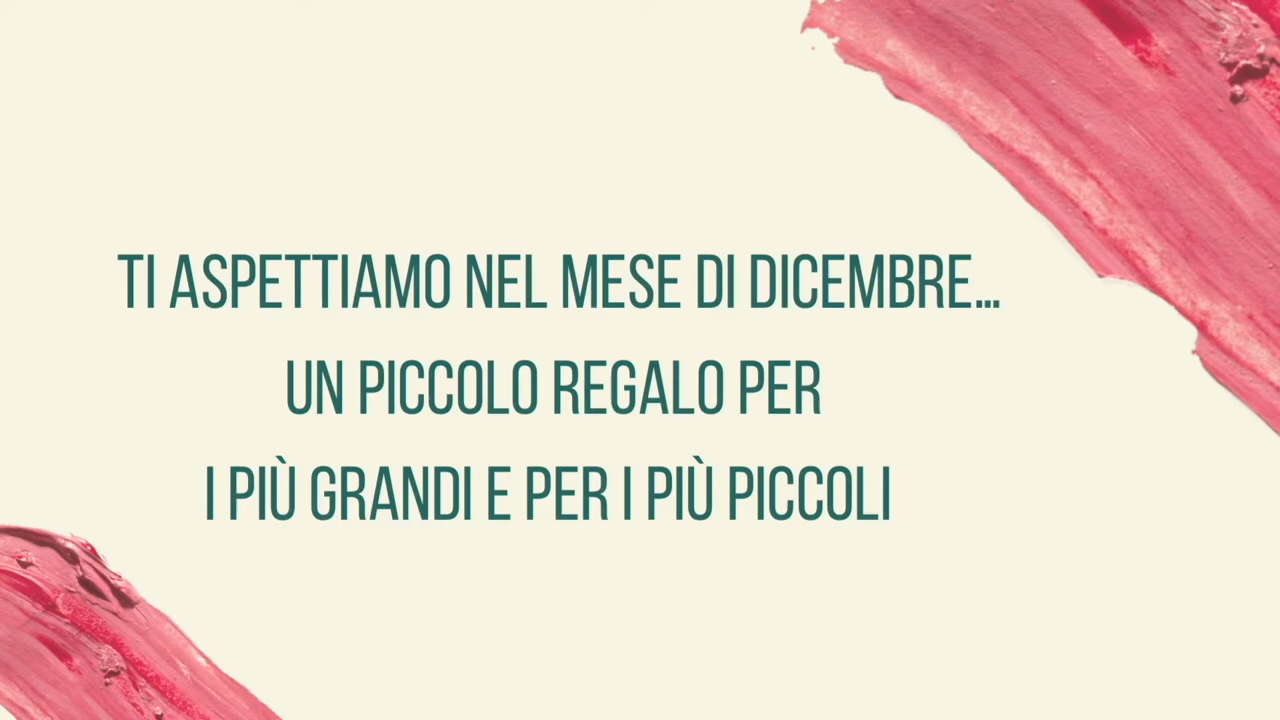 TI ASPETTIAMO NEL MESE DI DICEMBRE...
UN PICCOLO REGALO PER
I PIÙ GRANDI E PER I PIÙ PICCOLI